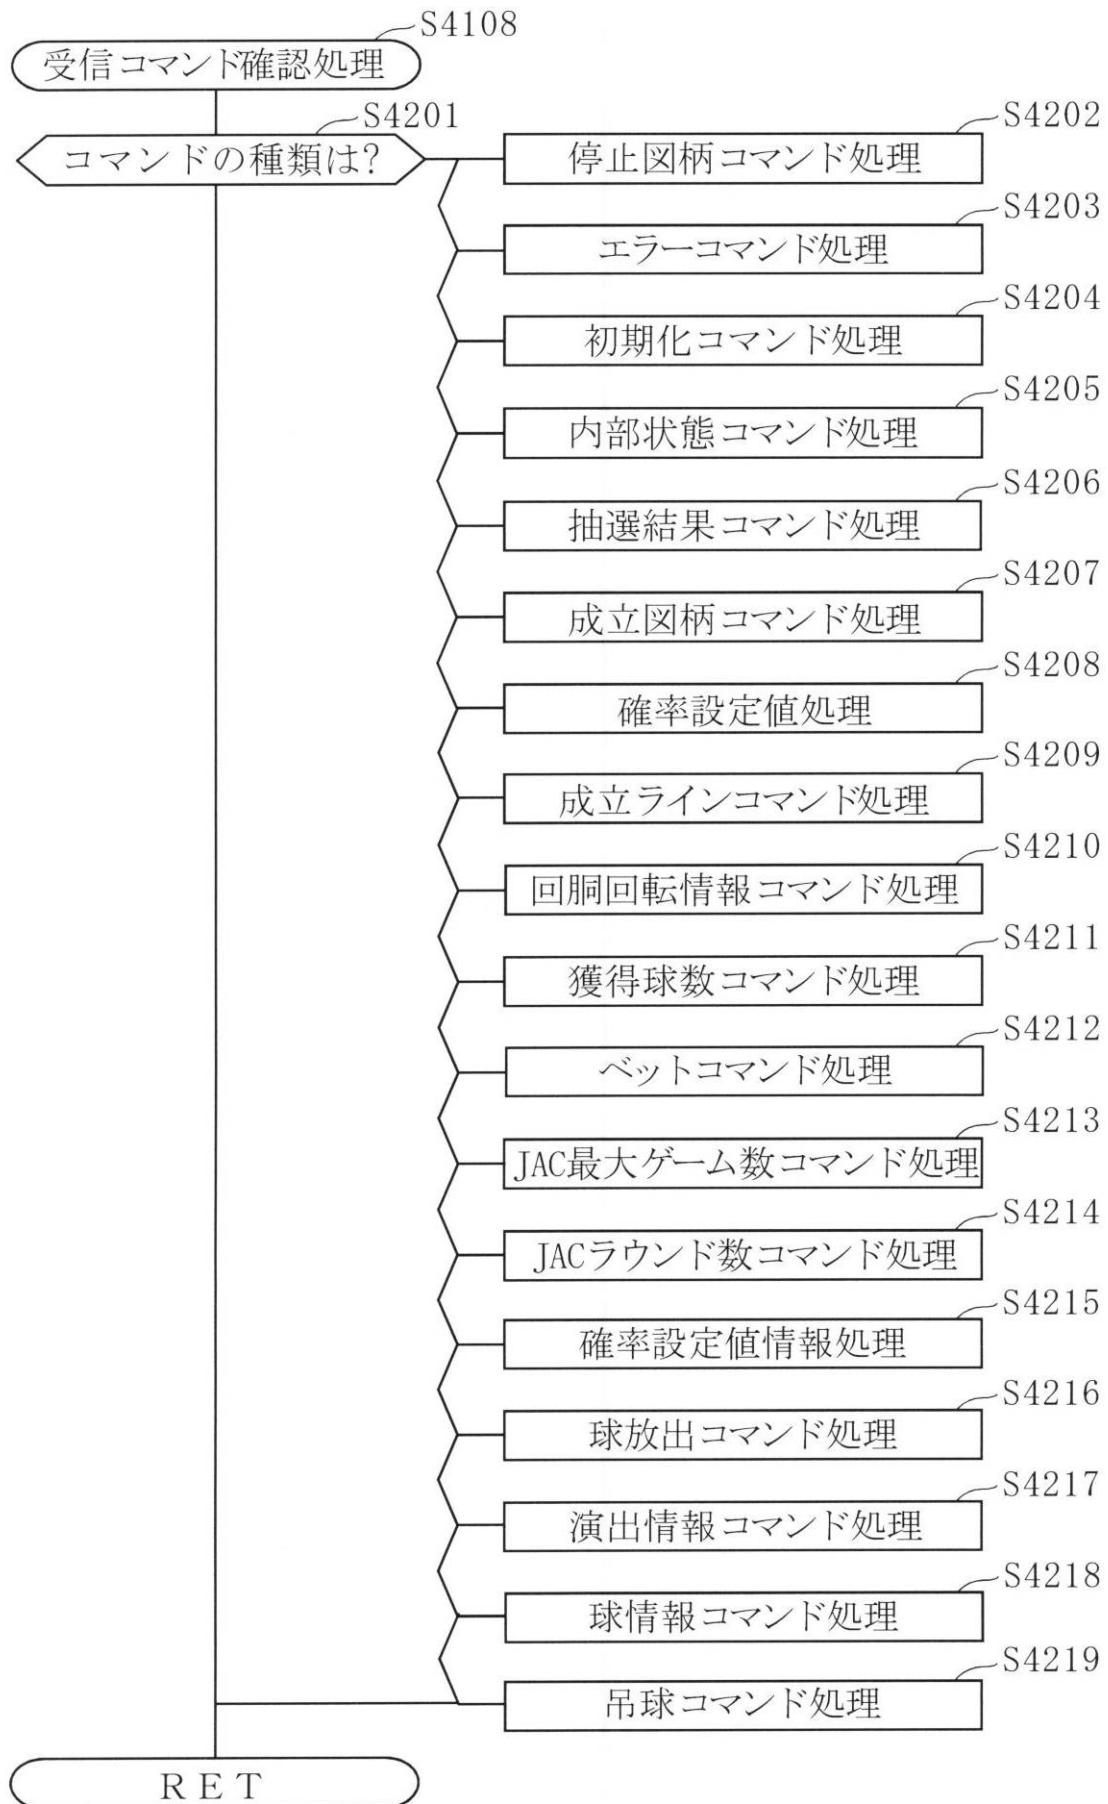 S4108
受信コマンド確認処理
S4201
コマンドの種類は?
S4202
停止図柄コマンド処理
S4203
エラーコマンド処理
S4204
初期化コマンド処理
S4205
内部状態コマンド処理
S4206
抽選結果コマンド処理
S4207
成立図柄コマンド処理
S4208
確率設定値処理
S4209
成立ラインコマンド処理
S4210
回胴回転情報コマンド処理
S4211
獲得球数コマンド処理
S4212
ベットコマンド処理
S4213
JAC最大ゲーム数コマンド処理
S4214
JACラウンド数コマンド処理
S4215
確率設定値情報処理
S4216
球放出コマンド処理
S4217
演出情報コマンド処理
S4218
球情報コマンド処理
S4219
吊球コマンド処理
RET